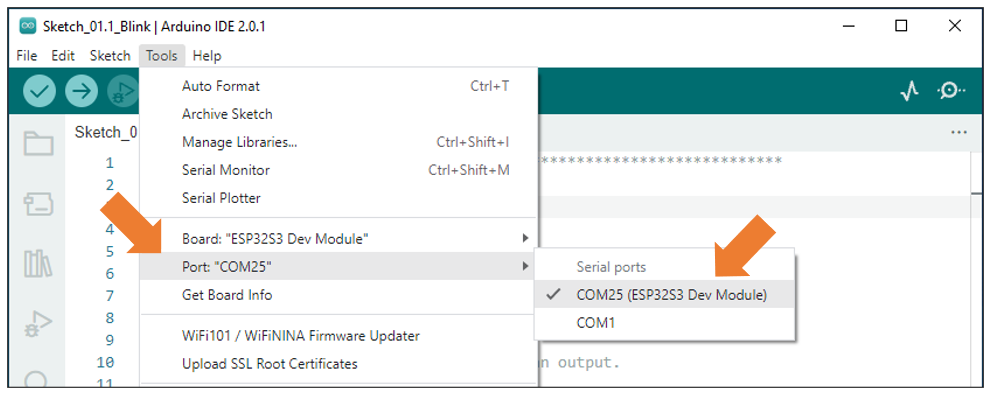 Sketch_01.1_Blink | Arduino IDE 2.0.1
File Edit Sketch Tools Help
Auto Format Ctrl+T
Archive Sketch
Sketch_0
Manage Libraries... Ctrl+Shift+I
Serial Monitor Ctrl+Shift+M
Serial Plotter
Board: "ESP32S3 Dev Module"
Port: "COM25"
Get Board Info
WiFi101 / WiFiNINA Firmware Updater
Upload SSL Root Certificates
Serial ports
COM25 (ESP32S3 Dev Module)
COM1
1 ****************************
2
4
5
6
7
8
9
10 n output.
11